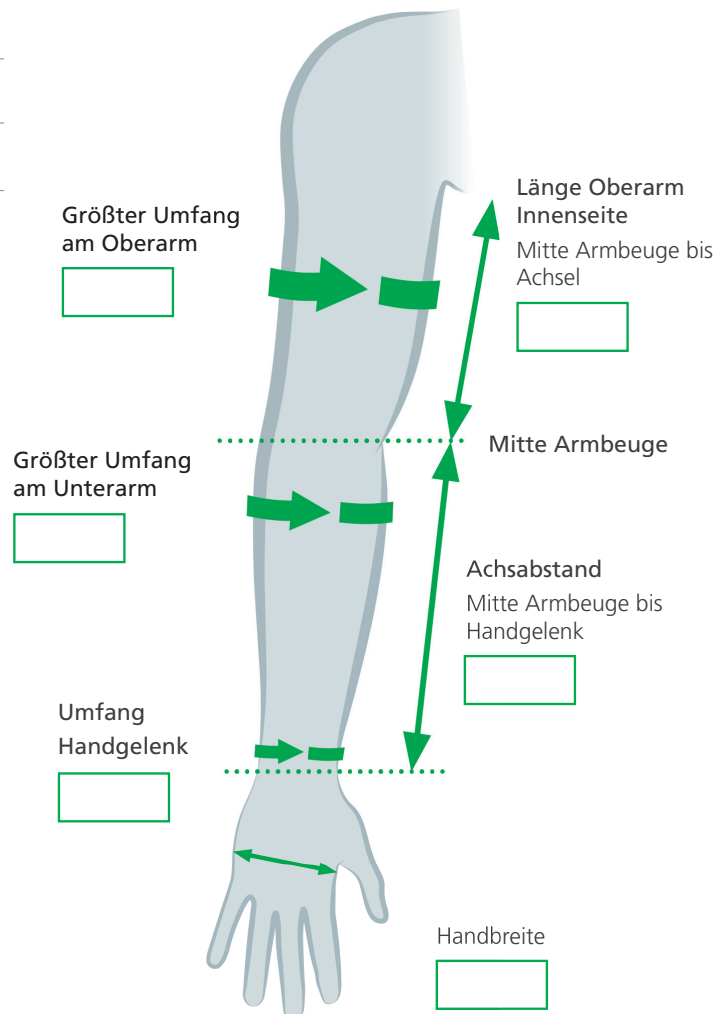 Länge Oberarm
Innenseite
Mitte Armbeuge bis
Achsel
Größter Umfang
am Oberarm
Mitte Armbeuge
Größter Umfang
am Unterarm
Achsabstand
Mitte Armbeuge bis
Handgelenk
Umfang
Handgelenk
Handbreite